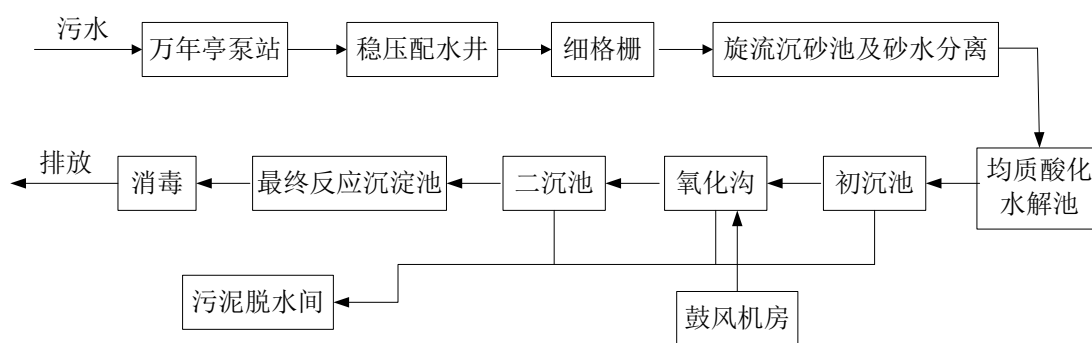 污水
万年亭泵站
稳压配水井
细格栅
旋流沉砂池及砂水分离
排放
消毒
最终反应沉淀池
二沉池
氧化沟
初沉池
均质酸化
水解池
污泥脱水间
鼓风机房